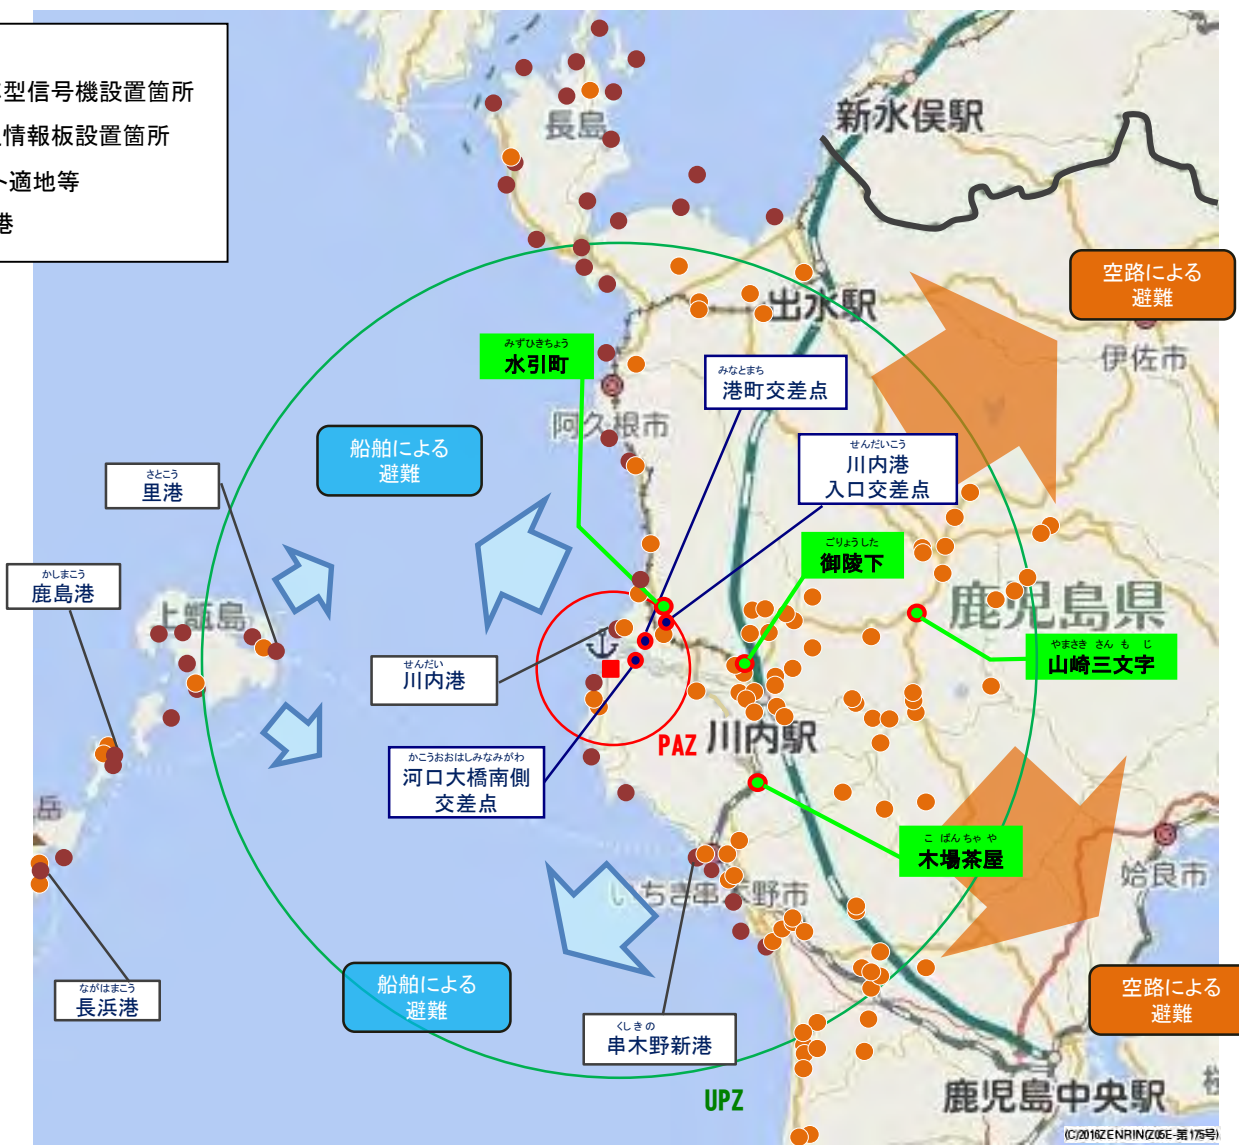 型信号機設置箇所
情報板設置箇所
適地等
港
長島
新水俣駅
空路による
避難
出水駅
伊佐市
みずひきちょう
水引町
みなとまち
港町交差点
阿久根市
船舶による
避難
せんだいこう
川内港
入口交差点
さとこう
里港
ごりょうした
御陵下
かしまこう
鹿島港
上甑島
鹿児島県
やまさき さん も じ
山崎三文字
せんだい
川内港
PAZ
川内駅
かこうおおはしみなみがわ
河口大橋南側
交差点
こ ばんちゃ や
木場茶屋
岳
姶良市
いちき串木野市
ながはまこう
長浜港
船舶による
避難
空路による
避難
くしきの
串木野新港
UPZ
鹿児島中央駅
(C)2016ZENRIN(Z05E-第175号)